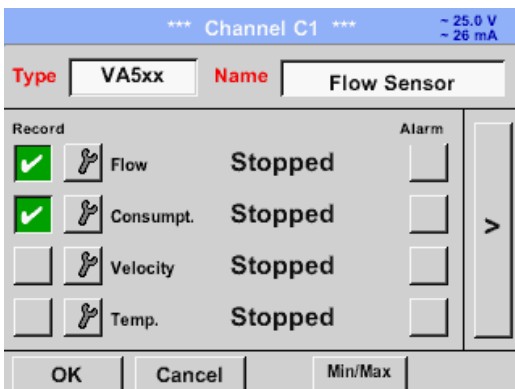 *** Channel C1 ***
~ 25.0 V
~ 26 mA
Type VA5xx Name Flow Sensor
Record Alarm
Flow Stopped
Consumpt. Stopped
Velocity Stopped
Temp. Stopped
>
OK Cancel Min/Max